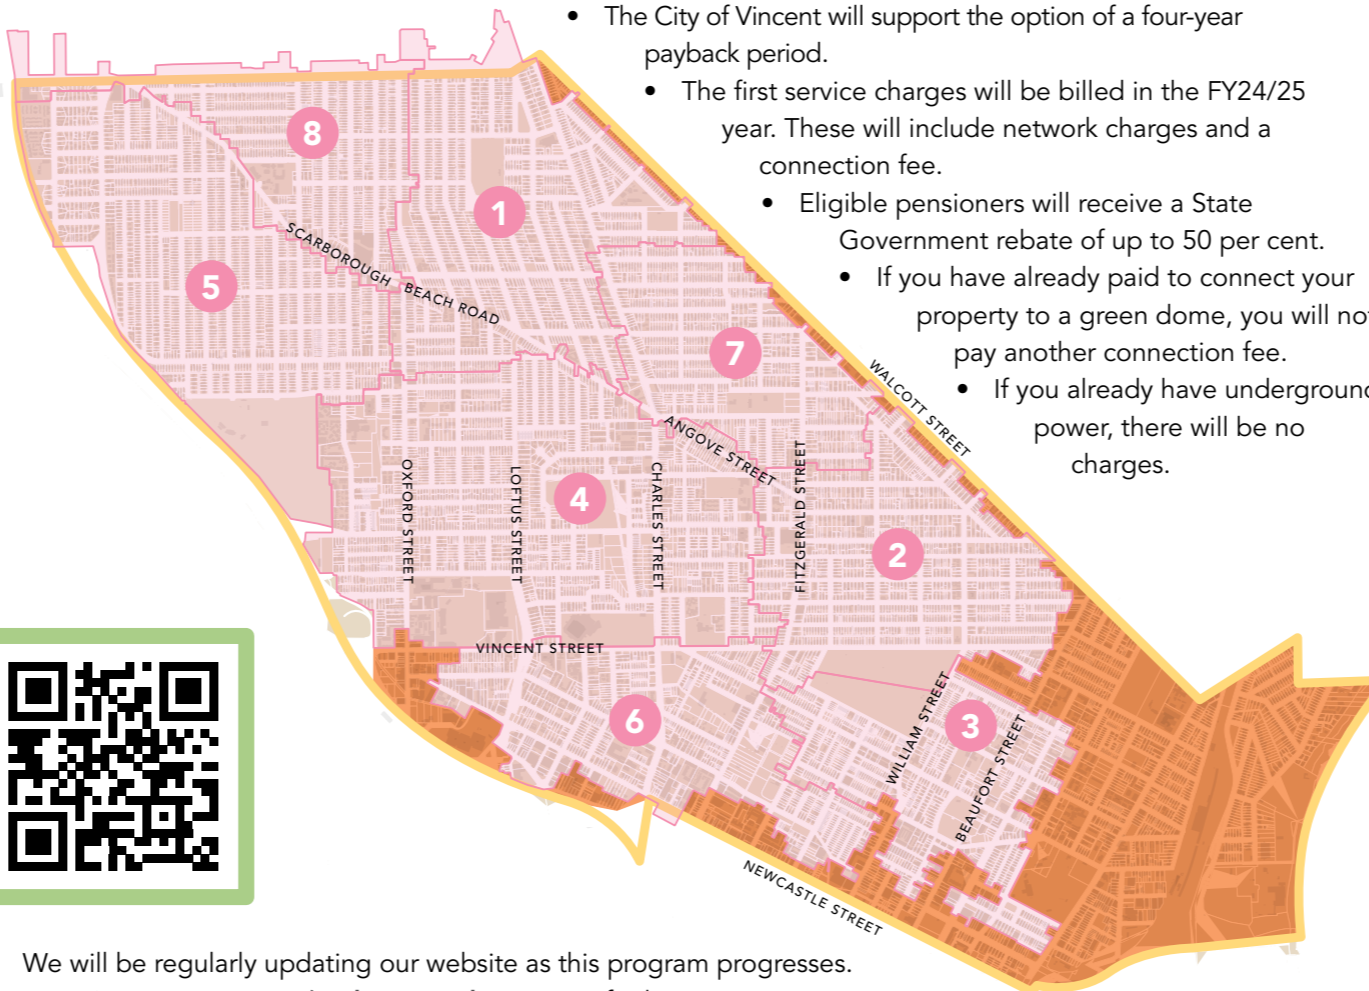 • The City of Vincent will support the option of a four-year
payback period.
• The first service charges will be billed in the FY24/25
year. These will include network charges and a
connection fee.
• Eligible pensioners will receive a State
Government rebate of up to 50 per cent.
• If you have already paid to connect your
property to a green dome, you will not
pay another connection fee.
• If you already have underground
power, there will be no
charges.
8
1
SCARBOROUGH BEACH ROAD
5
7
WALCOTT STREET
ANGOVE STREET
OXFORD STREET
LOFTUS STREET
4
CHARLES STREET
FITZGERALD STREET
2
VINCENT STREET
6
WILLIAM STREET
3
BEAUFORT STREET
NEWCASTLE STREET
We will be regularly updating our website as this program progresses.